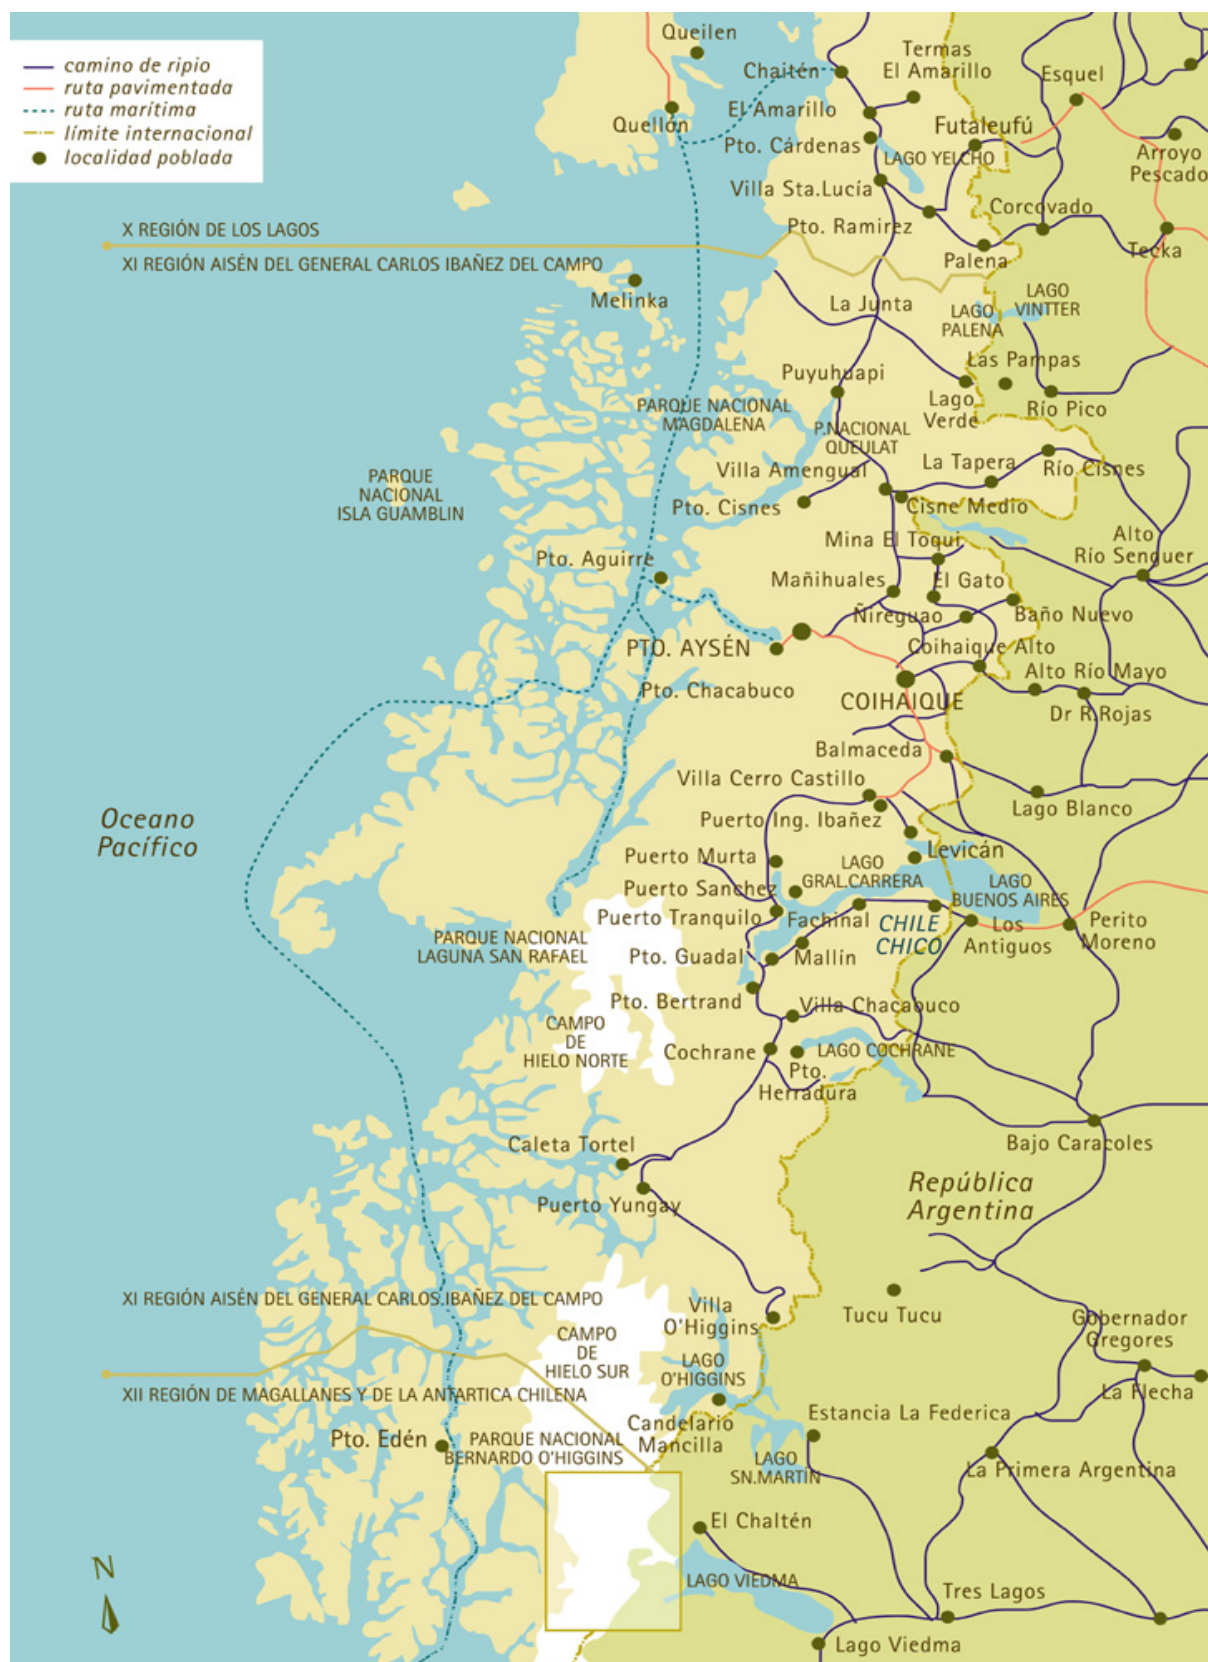 camino de ripio
ruta pavimentada
ruta marítima
límite internacional
localidad poblada
Queilen
Quellón
Chaitén
Termas
El Amarillo
Esquel
El Amarillo
Futaleufú
Pto. Cárdenas
LAGO YELCHO
Arroyo
Pescado
Villa Sta.Lucía
Pto. Ramirez
Corcovado
Palena
Tecka
X REGIÓN DE LOS LAGOS
XI REGIÓN AISÉN DEL GENERAL CARLOS IBAÑEZ DEL CAMPO
Melinka
La Junta
LAGO
PALENA
LAGO
VINTTER
Las Pampas
Puyuhuapi
Lago
Verde
Río Pico
PARQUE NACIONAL
MAGDALENA
P.NACIONAL
QUEULAT
Villa Amengual
La Tapera
Río Cisnes
PARQUE
NACIONAL
ISLA GUAMBLIN
Pto. Cisnes
Cisne Medio
Mina El Toqui
Alto
Río Senguer
Pto. Aguirre
Mañihuales
El Gato
Ñireguao
Baño Nuevo
PTO. AYSÉN
Coihaique Alto
Pto. Chacabuco
Alto Río Mayo
COIHAIQUE
Dr R.Rojas
Balmaceda
Villa Cerro Castillo
Lago Blanco
Puerto Ing. Ibañez
Oceano
Pacífico
Levicán
Puerto Murta
LAGO
GRAL.CARRERA
LAGO
BUENOS AIRES
Puerto Sanchez
Puerto Tranquilo
Fachinal
CHILE
CHICO
Los
Antiguos
Perito
Moreno
PARQUE NACIONAL
LAGUNA SAN RAFAEL
Pto. Guadal
Mallín
Pto. Bertrand
Villa Chacabuco
CAMPO
DE
HIELO NORTE
Cochrane
LAGO COCHRANE
Pto.
Herradura
Bajo Caracoles
Caleta Tortel
Puerto Yungay
República
Argentina
XI REGIÓN AISÉN DEL GENERAL CARLOS IBAÑEZ DEL CAMPO
Villa
O'Higgins
Tucu Tucu
Gobernador
Gregores
CAMPO
DE
HIELO SUR
LAGO
O'HIGGINS
La Flecha
XII REGIÓN DE MAGALLANES Y DE LA ANTARTICA CHILENA
Candelario
Mancilla
Estancia La Federica
Pto. Edén
PARQUE NACIONAL
BERNARDO O'HIGGINS
LAGO
SN.MARTIN
La Primera Argentina
El Chaltén
N
LAGO VIEDMA
Tres Lagos
Lago Viedma